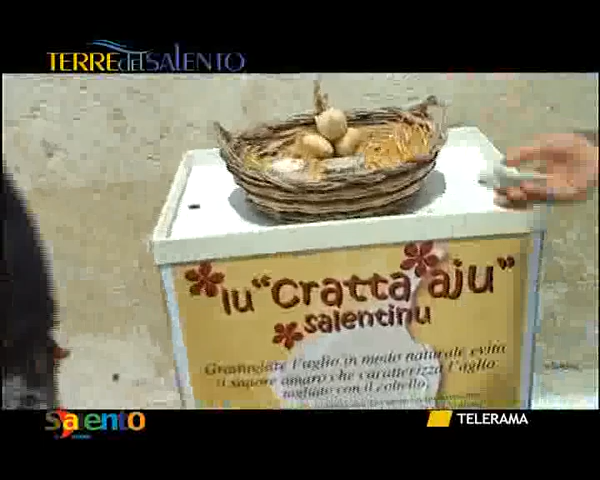 TERRE del SALENTO
lu "Cratta aju"
salentinu
Grattugiate l'aglio in modo naturale evita
il sapore amaro che caratterizza l'aglio
tagliato con il coltello.
Salento
TELERAMA